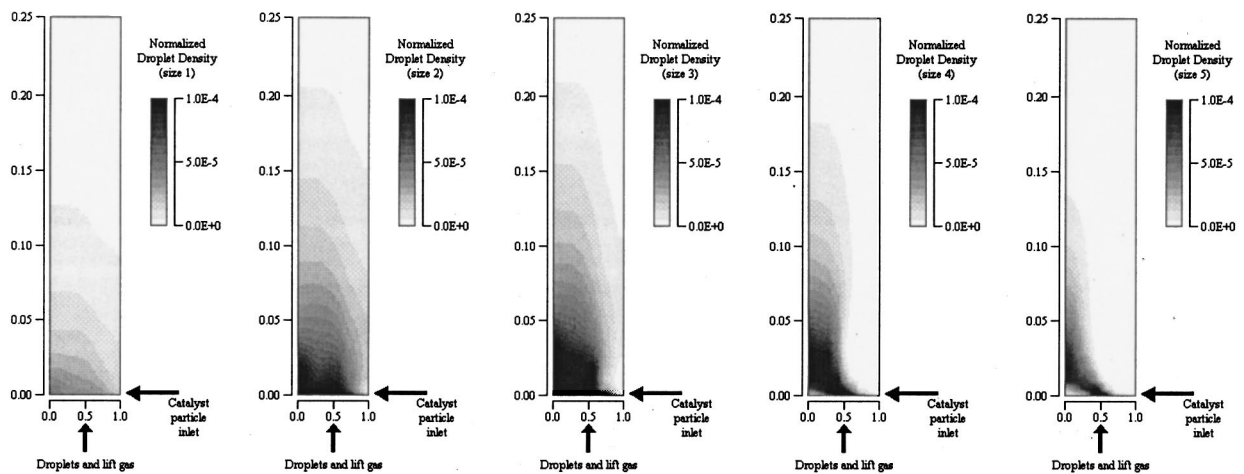 0.25
0.20
0.15
0.10
0.05
0.00
0.0 0.5 1.0
Normalized
Droplet Density
(size 1)
1.0E-4
5.0E-5
0.0E+0
Catalyst
particle
inlet
Droplets and lift gas
0.25
0.20
0.15
0.10
0.05
0.00
0.0 0.5 1.0
Normalized
Droplet Density
(size 2)
1.0E-4
5.0E-5
0.0E+0
Catalyst
particle
inlet
Droplets and lift gas
0.25
0.20
0.15
0.10
0.05
0.00
0.0 0.5 1.0
Normalized
Droplet Density
(size 3)
1.0E-4
5.0E-5
0.0E+0
Catalyst
particle
inlet
Droplets and lift gas
0.25
0.20
0.15
0.10
0.05
0.00
0.0 0.5 1.0
Normalized
Droplet Density
(size 4)
1.0E-4
5.0E-5
0.0E+0
Catalyst
particle
inlet
Droplets and lift gas
0.25
0.20
0.15
0.10
0.05
0.00
0.0 0.5 1.0
Normalized
Droplet Density
(size 5)
1.0E-4
5.0E-5
0.0E+0
Catalyst
particle
inlet
Droplets and lift gas